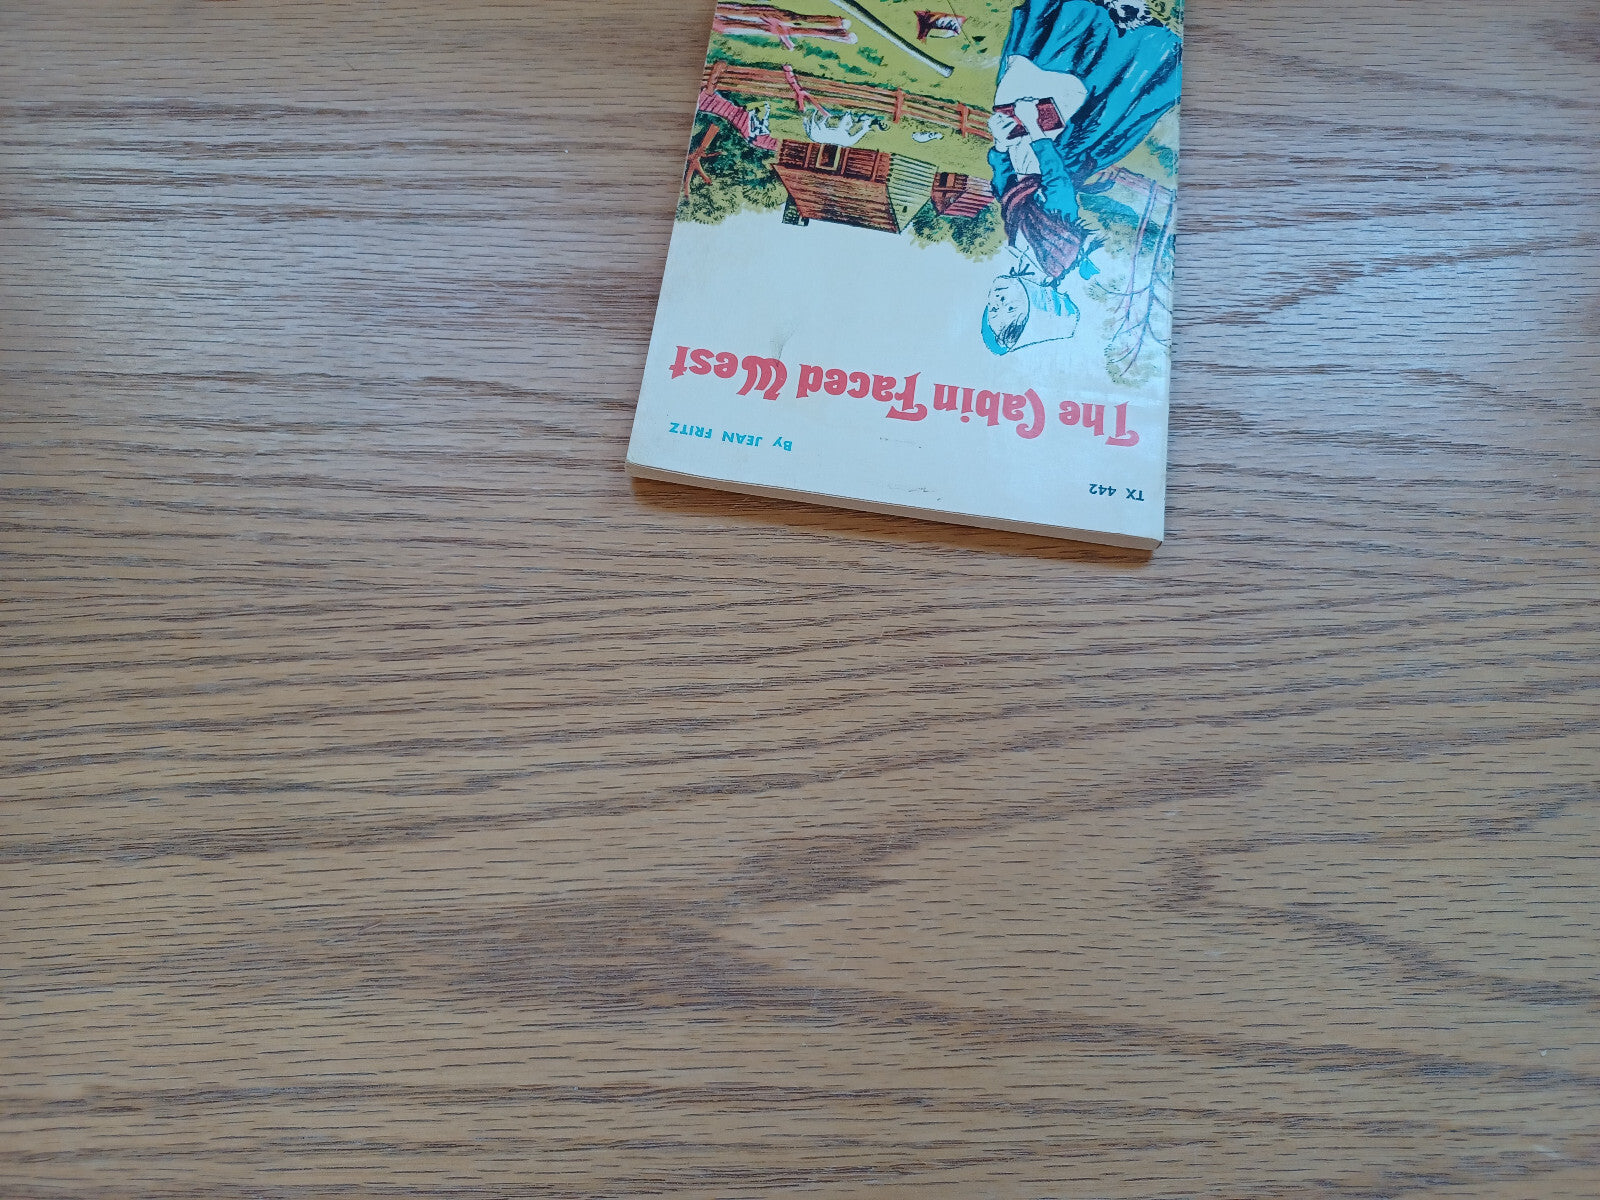 TX 442
By JEAN FRITZ
The Cabin Faced West